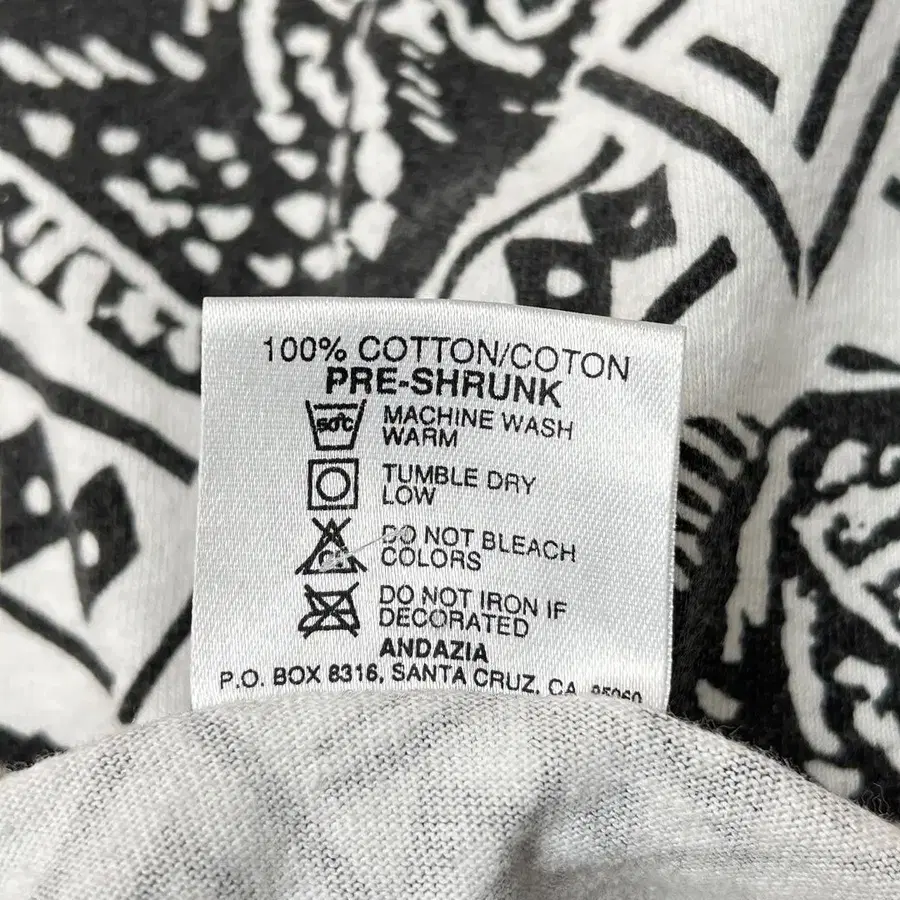 100% COTTON/COTON
PRE-SHRUNK
50°C MACHINE WASH
WARM
TUMBLE DRY
LOW
DO NOT BLEACH
COLORS
DO NOT IRON IF
DECORATED
ANDAZIA
P.O. BOX 8316, SANTA CRUZ, CA